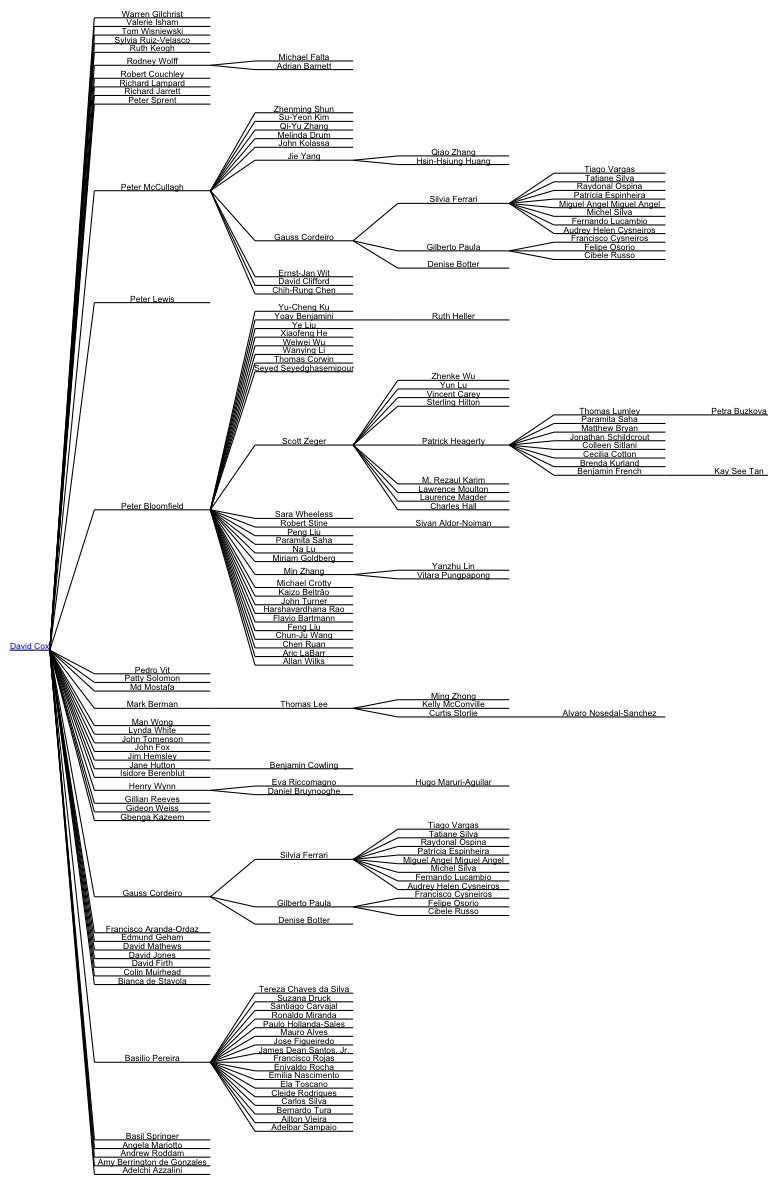 Warren Gilchrist
Valerie Isham
Tom Wisniewski
Sylvia Ruiz-Velasco
Ruth Keogh
Rodney Wolff
Michael Falta
Adrian Barnett
Robert Couchley
Richard Lampard
Richard Jarrett
Peter Sprent
Peter McCullagh
Zhenming Shun
Su-Yeon Kim
Qi-Yu Zhang
Melinda Drum
John Kolassa
Jie Yang
Qiao Zhang
Hsin-Hsiung Huang
Gauss Cordeiro
Silvia Ferrari
Tiago Vargas
Tatiane Silva
Raydonal Ospina
Patrícia Espinheira
Miguel Angel Miguel Angel
Michel Silva
Fernando Lucambio
Audrey Helen Cysneiros
Gilberto Paula
Francisco Cysneiros
Felipe Osorio
Cibele Russo
Denise Botter
Ernst-Jan Wit
David Clifford
Chih-Rung Chen
Peter Lewis
Peter Bloomfield
Yu-Cheng Ku
Yoav Benjamini
Ruth Heller
Ye Liu
Xiaofeng He
Weiwei Wu
Wanying Li
Thomas Corwin
Seyed Seyedghasemipour
Scott Zeger
Zhenke Wu
Yun Lu
Vincent Carey
Sterling Hilton
Patrick Heagerty
Thomas Lumley
Petra Buzkova
Paramita Saha
Matthew Bryan
Jonathan Schildcrout
Colleen Sitlani
Cecilia Cotton
Brenda Kurland
Benjamin French
Kay See Tan
M. Rezaul Karim
Lawrence Moulton
Laurence Magder
Charles Hall
Sara Wheeless
Robert Stine
Sivan Aldor-Noiman
Peng Liu
Paramita Saha
Na Lu
Miriam Goldberg
Min Zhang
Yanzhu Lin
Vitara Pungpapong
Michael Crotty
Kaizo Beltrão
John Turner
Harshavardhana Rao
Flavio Bartmann
Feng Liu
Chun-Ju Wang
Chen Ruan
Aric LaBarr
Allan Wilks
David Cox
Pedro Vit
Patty Solomon
Md Mostafa
Mark Berman
Thomas Lee
Ming Zhong
Kelly McConville
Curtis Storlie
Alvaro Nosedal-Sanchez
Man Wong
Lynda White
John Tomenson
John Fox
Jim Hemsley
Jane Hutton
Benjamin Cowling
Isidore Berenblut
Henry Wynn
Eva Riccomagno
Hugo Maruri-Aguilar
Daniel Bruynooghe
Gillian Reeves
Gideon Weiss
Gbenga Kazeem
Gauss Cordeiro
Silvia Ferrari
Tiago Vargas
Tatiane Silva
Raydonal Ospina
Patrícia Espinheira
Miguel Angel Miguel Angel
Michel Silva
Fernando Lucambio
Audrey Helen Cysneiros
Gilberto Paula
Francisco Cysneiros
Felipe Osorio
Cibele Russo
Denise Botter
Francisco Aranda-Ordaz
Edmund Geham
David Mathews
David Jones
David Firth
Colin Muirhead
Bianca de Stavola
Basilio Pereira
Tereza Chaves da Silva
Suzana Druck
Santiago Carvajal
Ronaldo Miranda
Paulo Hollanda-Sales
Mauro Alves
Jose Figueiredo
James Dean Santos, Jr.
Francisco Rojas
Enivaldo Rocha
Emília Nascimento
Ela Toscano
Cleide Rodrigues
Carlos Silva
Bernardo Tura
Ailton Vieira
Adelbar Sampaio
Basil Springer
Angela Mariotto
Andrew Roddam
Amy Berrington de Gonzales
Adelchi Azzalini